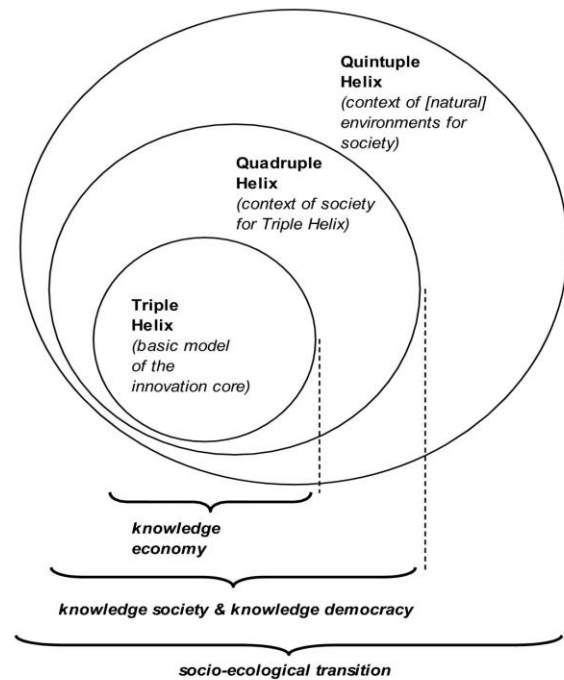 Quintuple
Helix
(context of [natural]
environments for
society)
Quadruple
Helix
(context of society
for Triple Helix)
Triple
Helix
(basic model
of the
innovation core)
knowledge
economy
knowledge society & knowledge democracy
socio-ecological transition